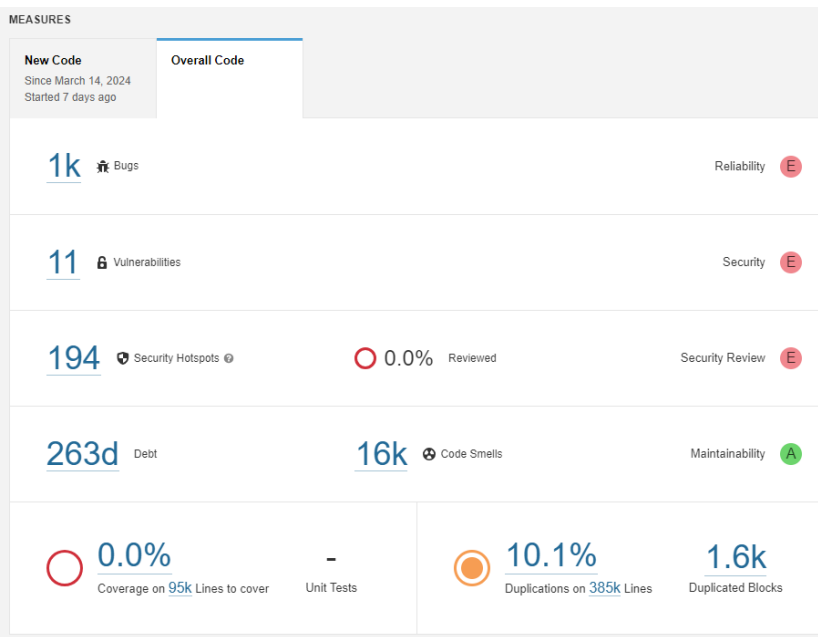 MEASURES
New Code
Since March 14, 2024
Started 7 days ago
Overall Code
1k Bugs
Reliability E
11 Vulnerabilities
Security E
194 Security Hotspots ?
0.0% Reviewed
Security Review E
263d Debt
16k Code Smells
Maintainability A
0.0%
Coverage on 95k Lines to cover
-
Unit Tests
10.1%
Duplications on 385k Lines
1.6k
Duplicated Blocks